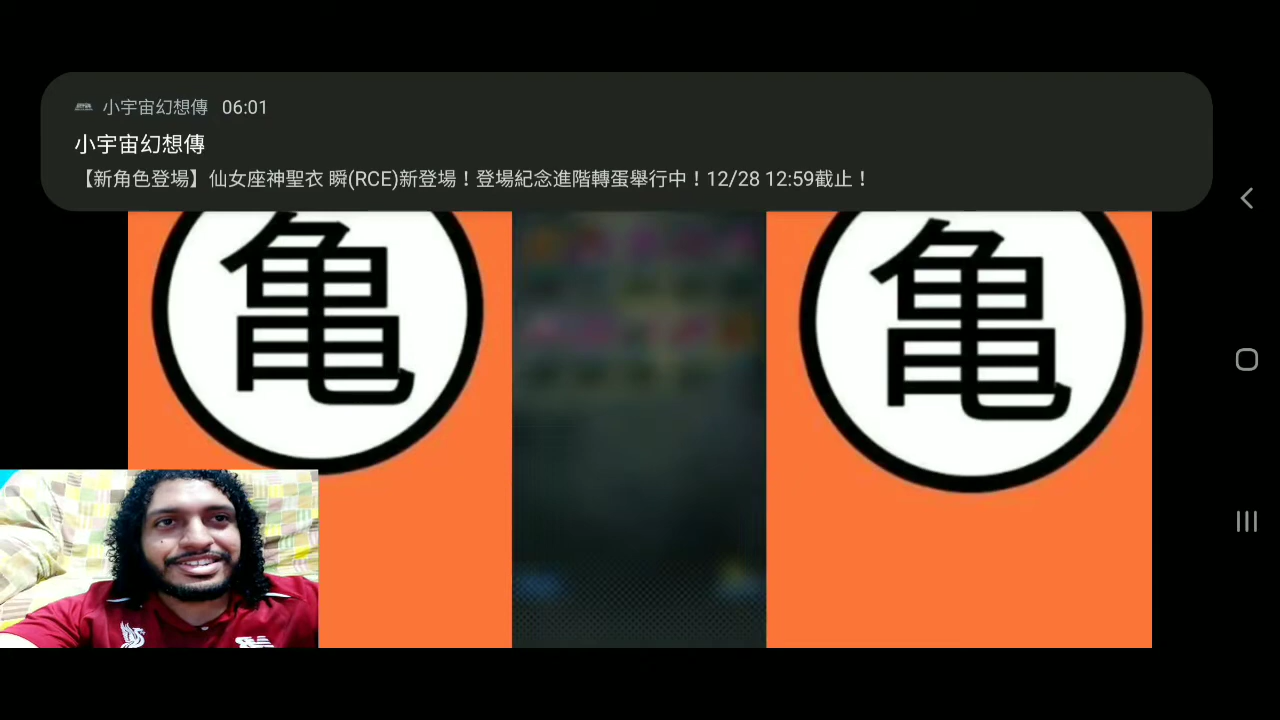 小宇宙幻想傳 06:01
小宇宙幻想傳
【新角色登場】仙女座神聖衣 瞬(RCE)新登場！登場紀念進階轉蛋舉行中！12/28 12:59截止！
亀 亀